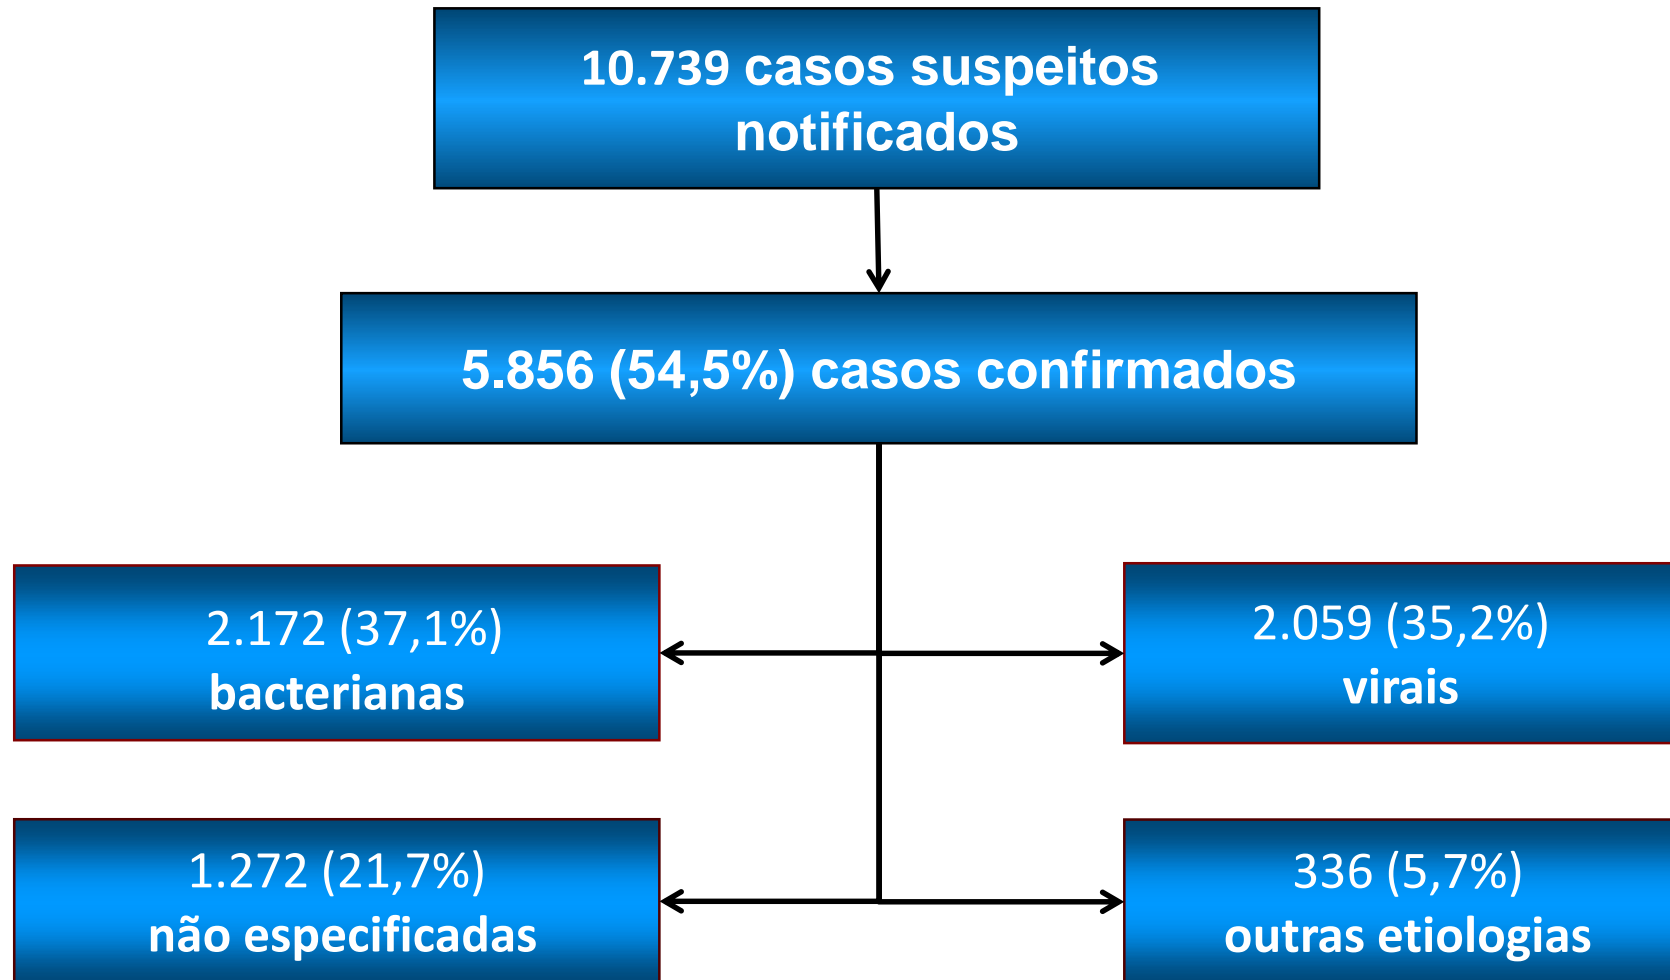 10.739 casos suspeitos
notificados
5.856 (54,5%) casos confirmados
2.172 (37,1%)
bacterianas
2.059 (35,2%)
virais
1.272 (21,7%)
não especificadas
336 (5,7%)
outras etiologias